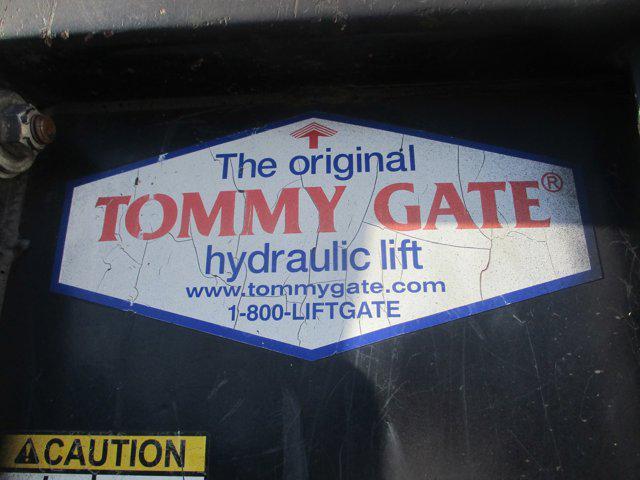 The original
TOMMY GATE®
hydraulic lift
www.tommygate.com
1-800-LIFTGATE
CAUTION